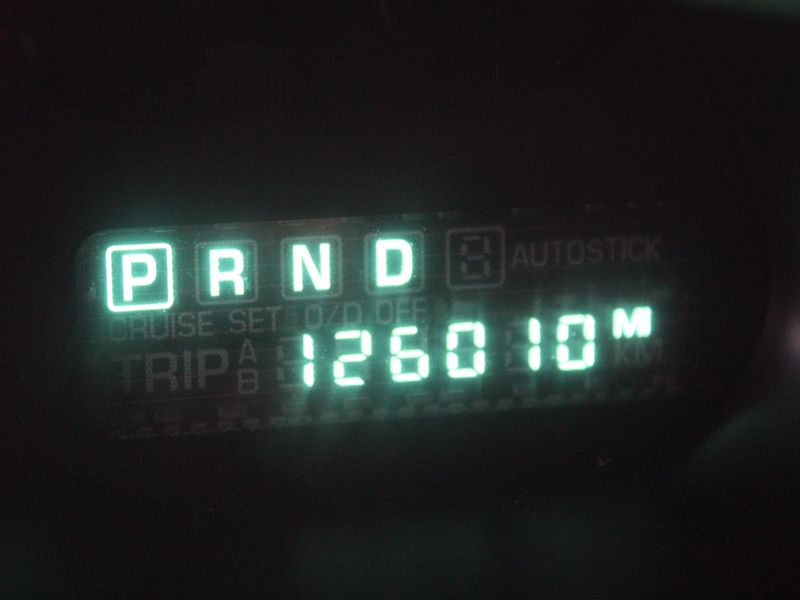 P R N D AUTOSTICK
CRUISE SET O/D OFF
TRIP A B 126010 M KM